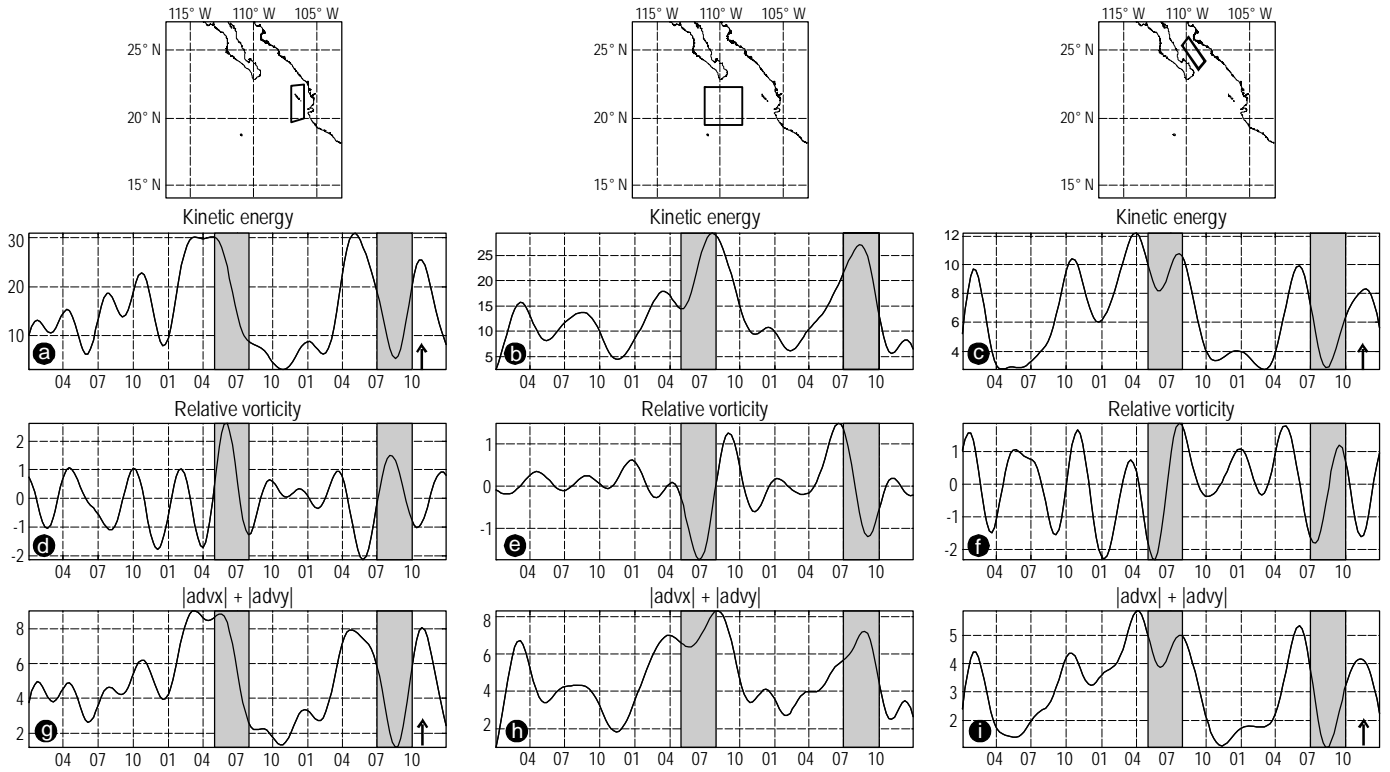 115° W 110° W 105° W
25° N
20° N
15° N
115° W 110° W 105° W
25° N
20° N
15° N
115° W 110° W 105° W
25° N
20° N
15° N
Kinetic energy
30
20
10
a
04 07 10 01 04 07 10 01 04 07 10
Kinetic energy
25
20
15
10
5
b
04 07 10 01 04 07 10 01 04 07 10
Kinetic energy
12
10
8
6
4
c
04 07 10 01 04 07 10 01 04 07 10
Relative vorticity
2
1
0
-1
-2
d
04 07 10 01 04 07 10 01 04 07 10
Relative vorticity
1
0
-1
e
04 07 10 01 04 07 10 01 04 07 10
Relative vorticity
1
0
-1
-2
f
04 07 10 01 04 07 10 01 04 07 10
|advx| + |advy|
8
6
4
2
g
04 07 10 01 04 07 10 01 04 07 10
|advx| + |advy|
8
6
4
2
h
04 07 10 01 04 07 10 01 04 07 10
|advx| + |advy|
5
4
3
2
i
04 07 10 01 04 07 10 01 04 07 10